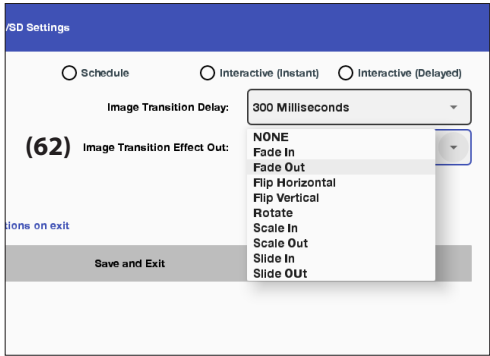 /SD Settings
Schedule Interactive (Instant) Interactive (Delayed)
Image Transition Delay: 300 Milliseconds
(62) Image Transition Effect Out:
NONE
Fade In
Fade Out
Flip Horizontal
Flip Vertical
Rotate
Scale In
Scale Out
Slide In
Slide OUt
tions on exit
Save and Exit